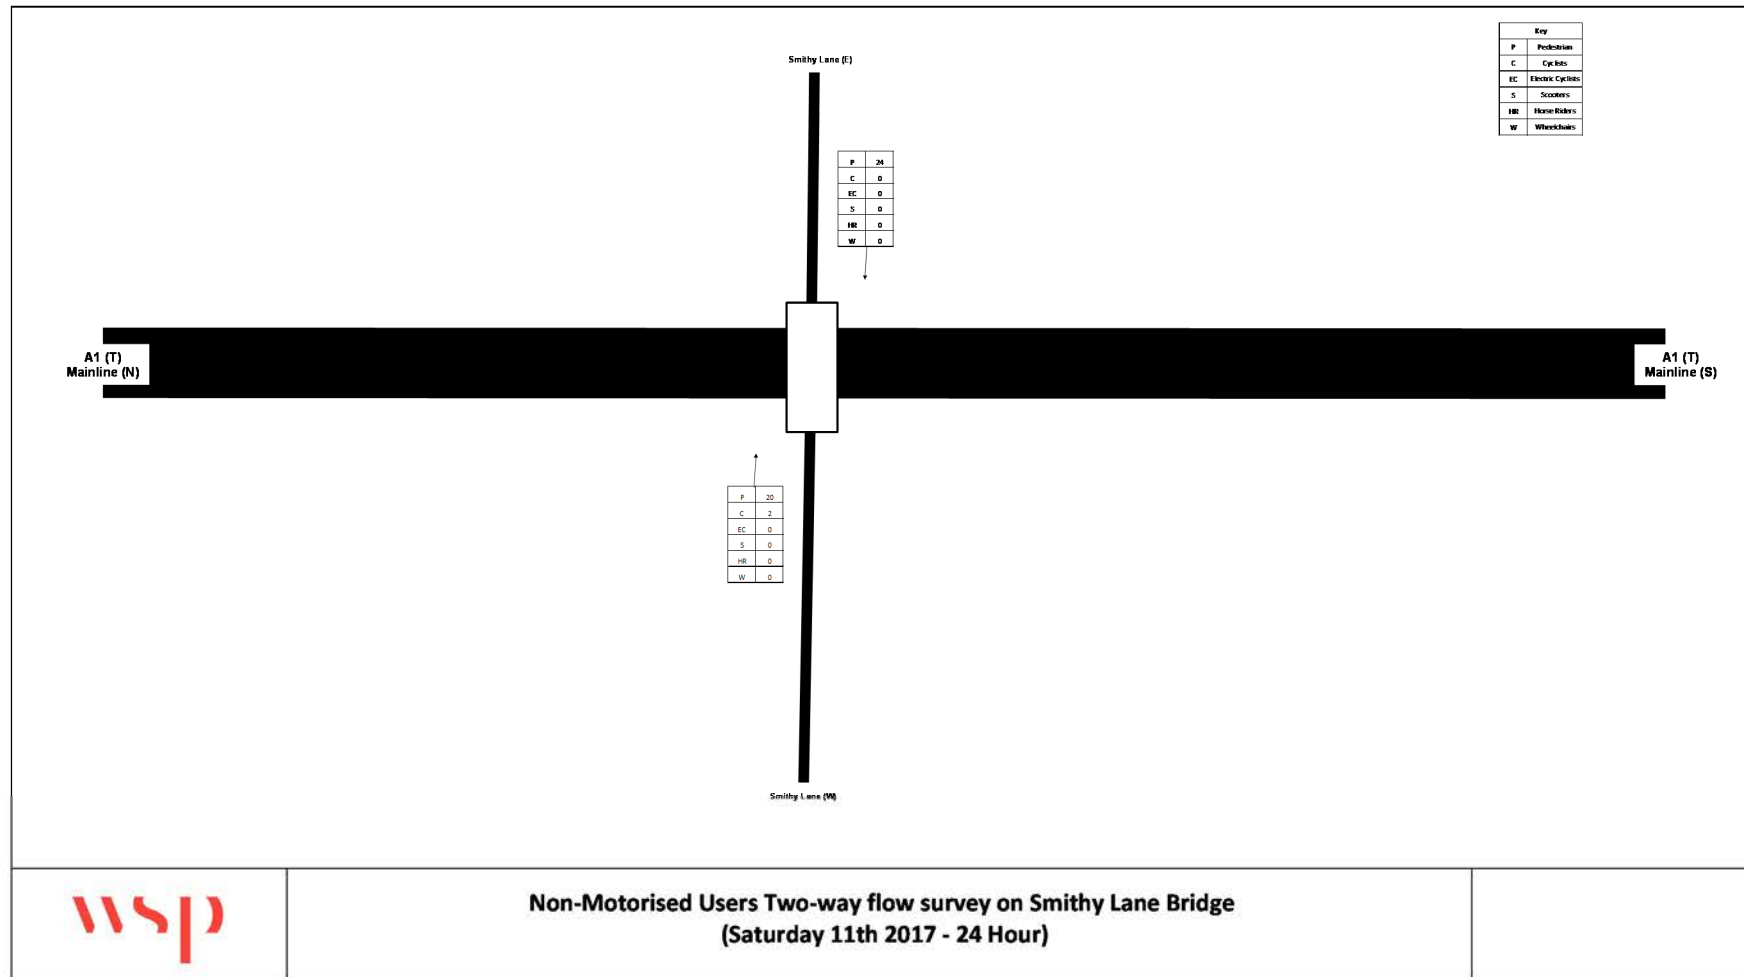 Smithy Lane (E)
Key
P Pedestrian
C Cyclists
EC Electric Cyclists
S Scooters
HR Horse Riders
W Wheelchairs
P 24
C 0
EC 0
S 0
HR 0
W 0
A1 (T)
Mainline (N)
A1 (T)
Mainline (S)
P 20
C 2
EC 0
S 0
HR 0
W 0
Smithy Lane (W)
wsp
Non-Motorised Users Two-way flow survey on Smithy Lane Bridge
(Saturday 11th 2017 - 24 Hour)